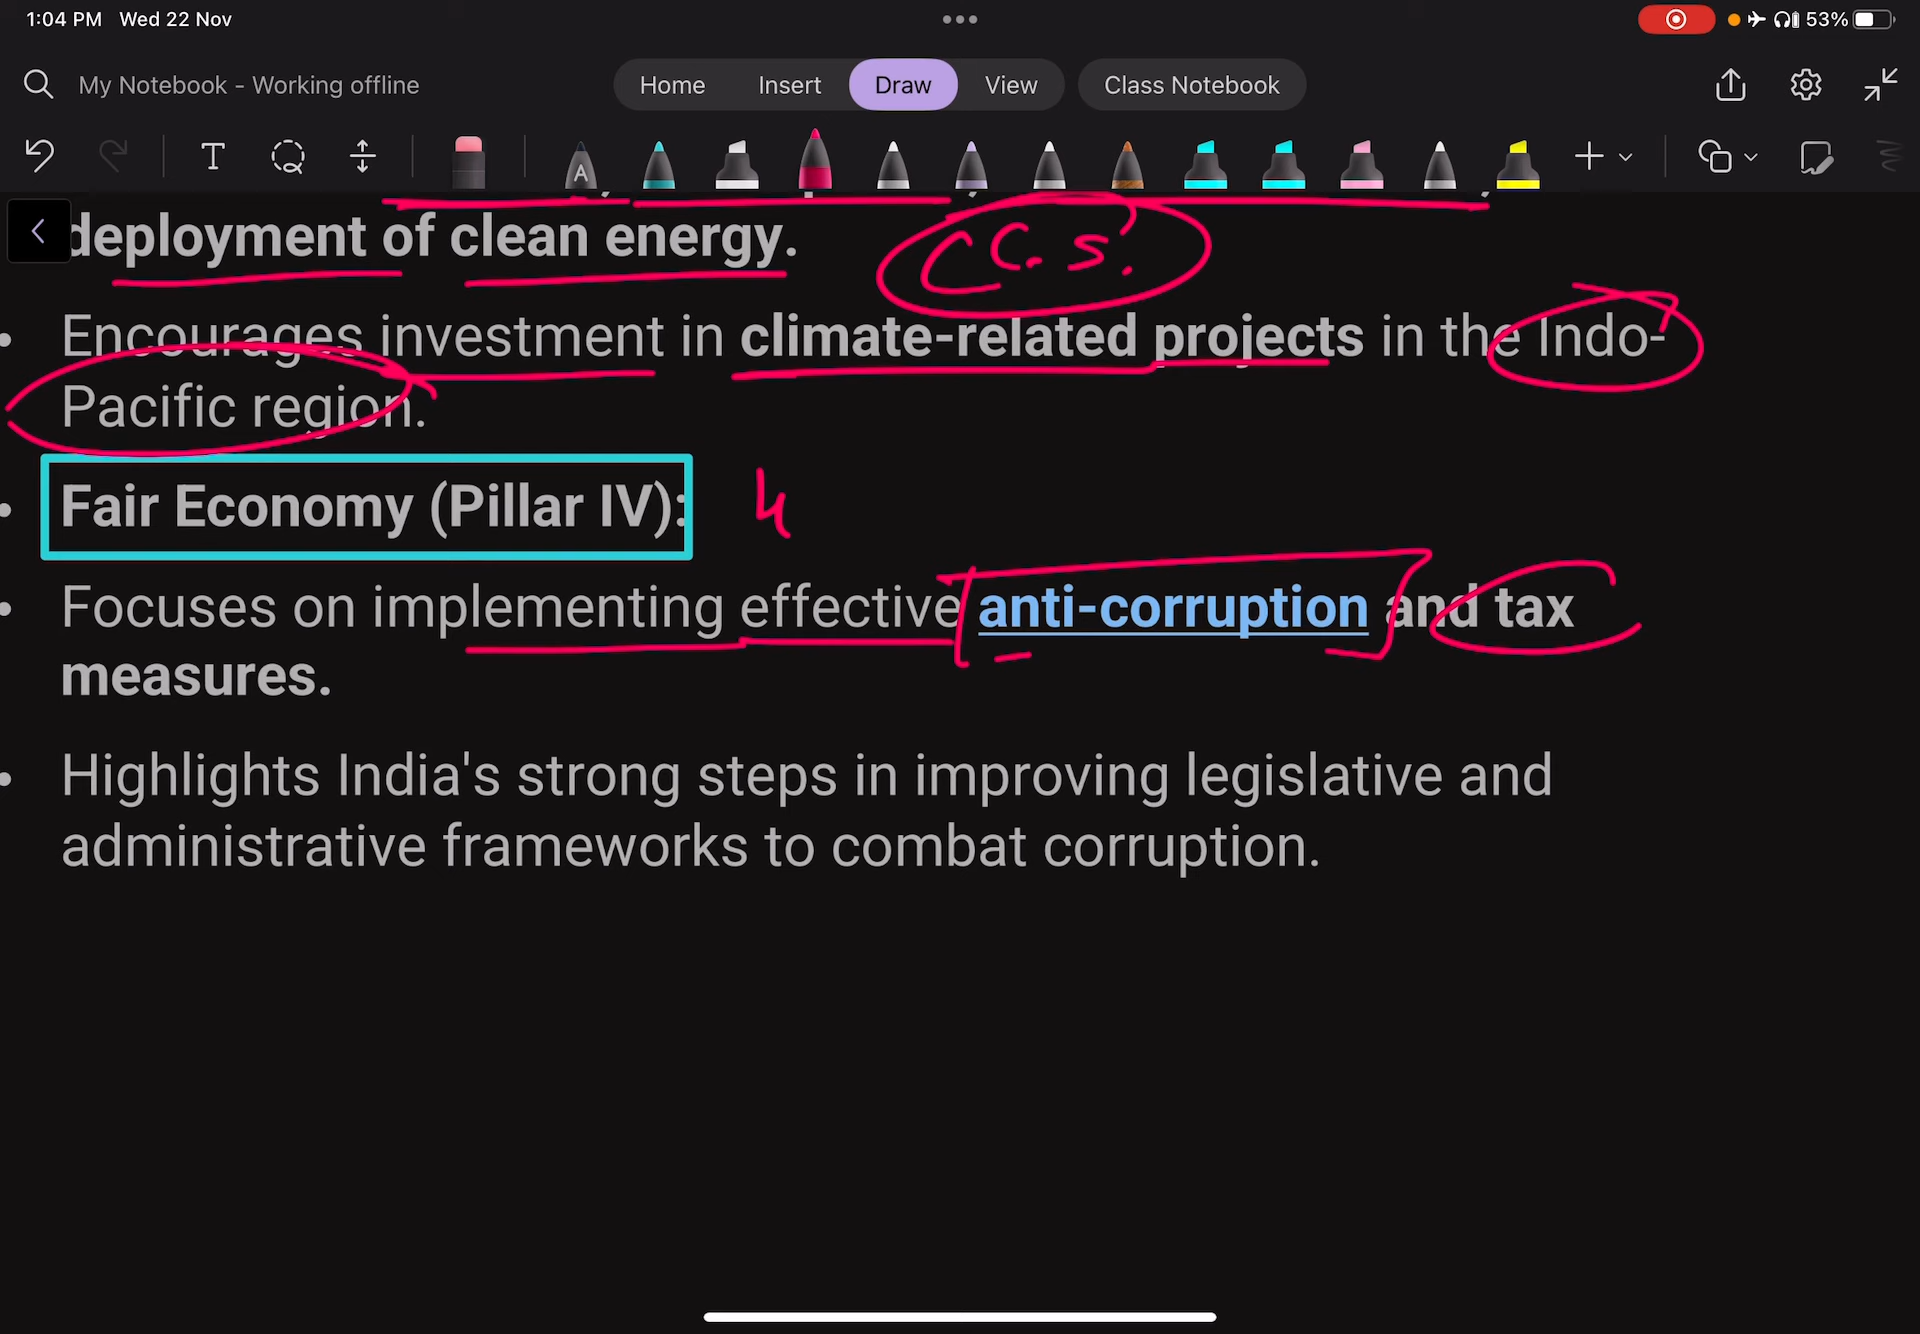 1:04 PM Wed 22 Nov
53%
My Notebook - Working offline
Home Insert Draw View Class Notebook
T
A
deployment of clean energy.
C C. S.
• Encourages investment in climate-related projects in the Indo-
Pacific region.
• Fair Economy (Pillar IV): 4
• Focuses on implementing effective anti-corruption and tax
measures.
• Highlights India's strong steps in improving legislative and
administrative frameworks to combat corruption.